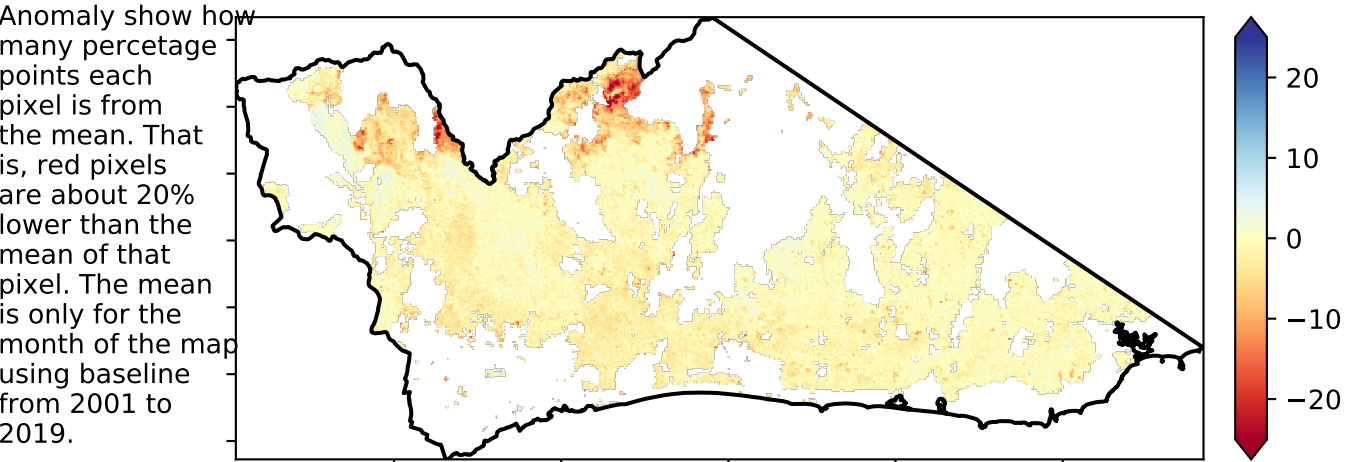 Anomaly show how
many percetage
points each
pixel is from
the mean. That
is, red pixels
are about 20%
lower than the
mean of that
pixel. The mean
is only for the
month of the map
using baseline
from 2001 to
2019.
20
10
0
−10
−20